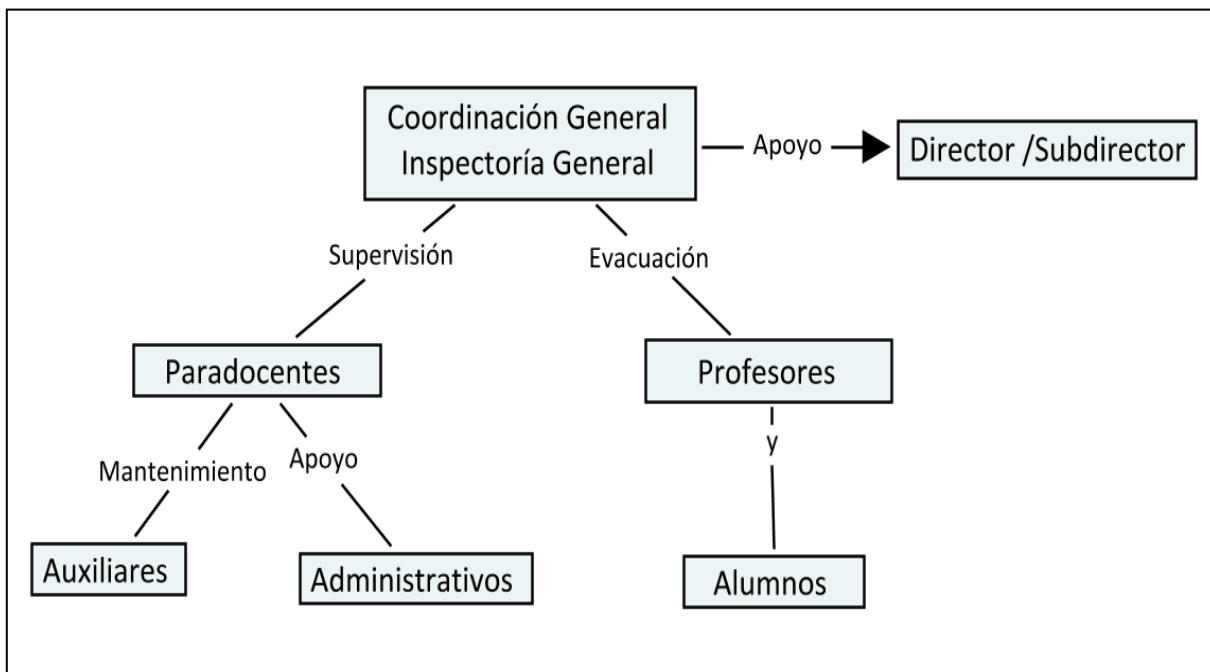 Coordinación General
Inspectoría General
Apoyo
Director /Subdirector
Supervisión
Evacuación
Paradocentes
Profesores
Mantenimiento
Apoyo
y
Auxiliares
Administrativos
Alumnos